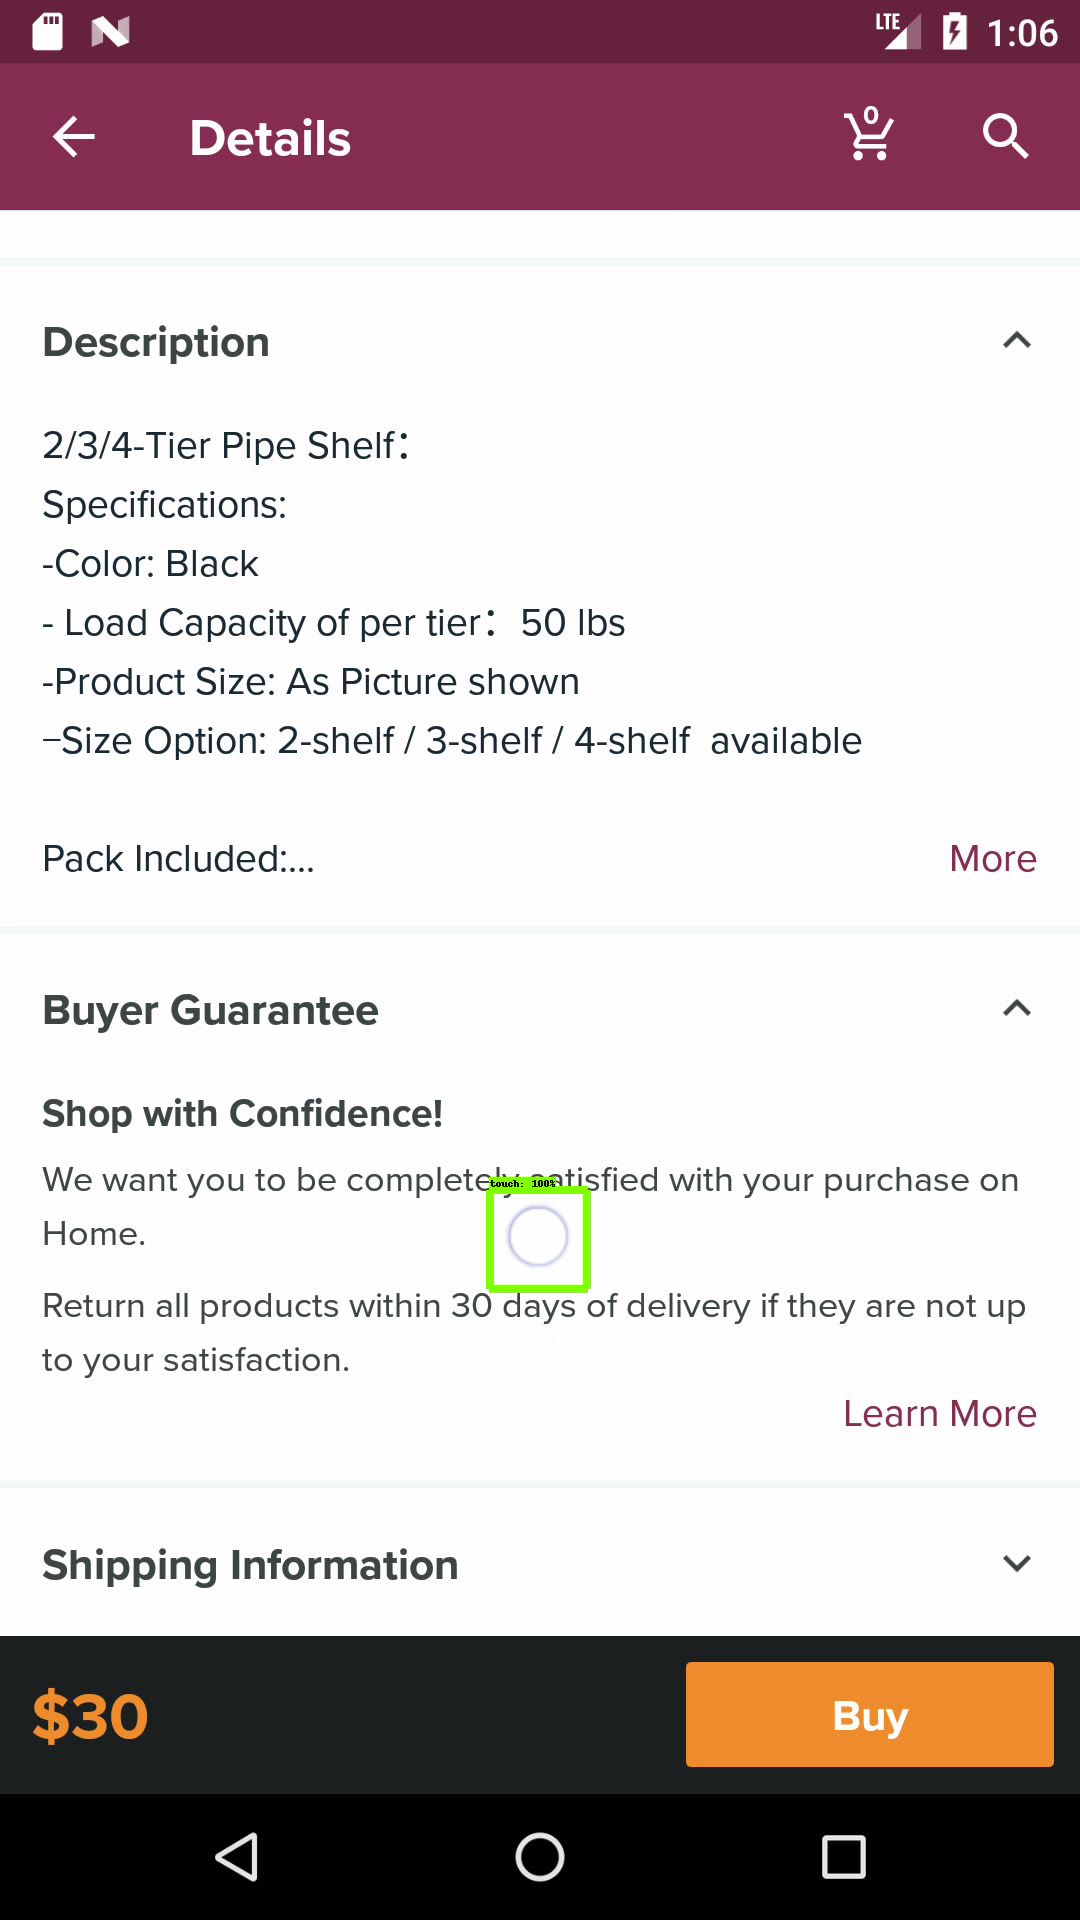 LTE 1:06
Details
0
Description
2/3/4-Tier Pipe Shelf：
Specifications:
-Color: Black
- Load Capacity of per tier：50 lbs
-Product Size: As Picture shown
–Size Option: 2-shelf / 3-shelf / 4-shelf  available
Pack Included:...
More
Buyer Guarantee
Shop with Confidence!
We want you to be completely satisfied with your purchase on
touch: 100%
Home.
Return all products within 30 days of delivery if they are not up
to your satisfaction.
Learn More
Shipping Information
$30
Buy